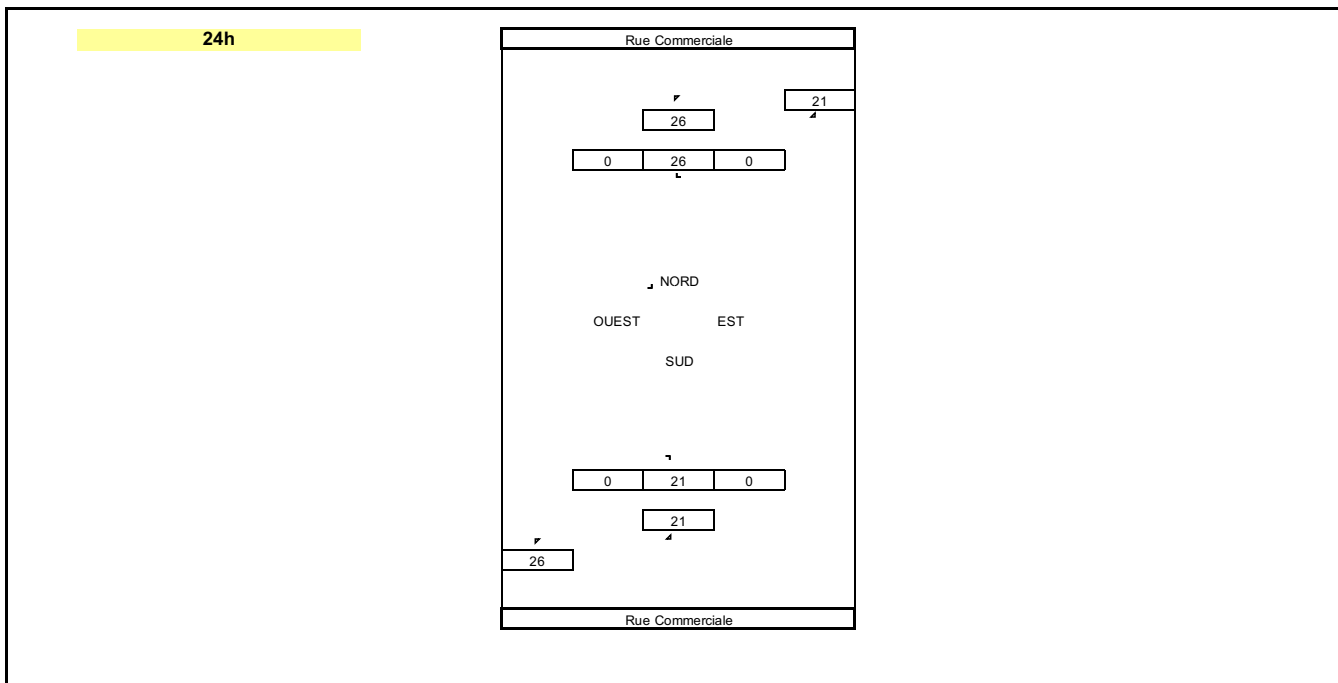 24h
Rue Commerciale
21
26
0 26 0
NORD
OUEST EST
SUD
0 21 0
21
26
Rue Commerciale